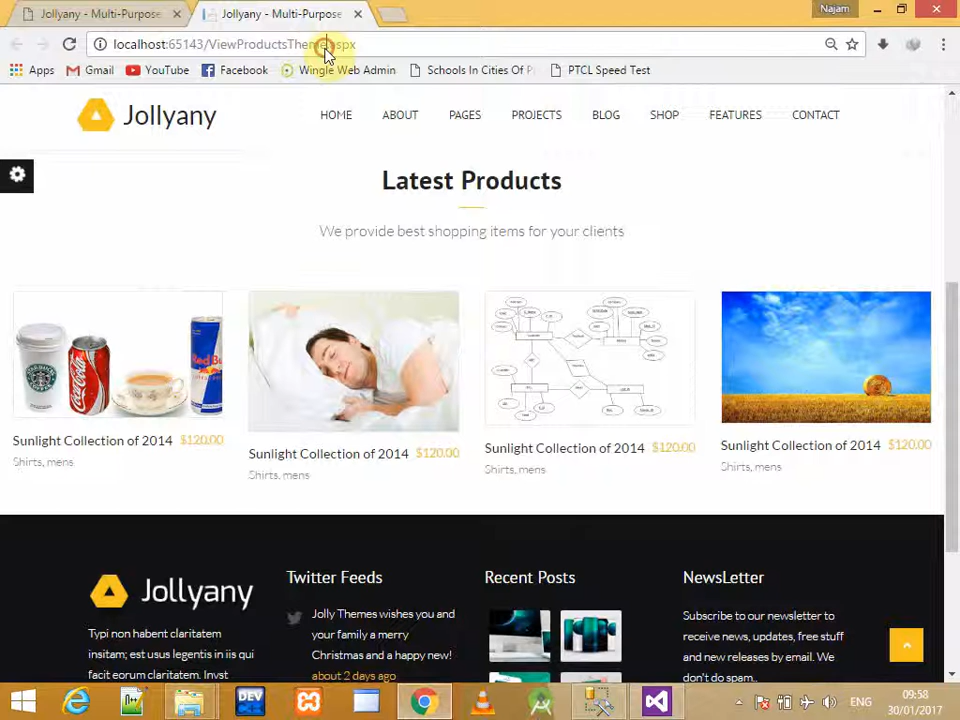 Jollyany - Multi-Purpose
Jollyany - Multi-Purpose
Najam
localhost:65143/ViewProductsTheme.aspx
Apps
Gmail
YouTube
Facebook
Wingle Web Admin
Schools In Cities Of P
PTCL Speed Test
Jollyany
HOME ABOUT PAGES PROJECTS BLOG SHOP FEATURES CONTACT
Latest Products
We provide best shopping items for your clients
Sunlight Collection of 2014 $120.00
Shirts, mens
Sunlight Collection of 2014 $120.00
Shirts, mens
Sunlight Collection of 2014 $120.00
Shirts, mens
Sunlight Collection of 2014 $120.00
Shirts, mens
Jollyany
Typi non habent claritatem
insitam; est usus legentis in iis qui
facit eorum claritatem. Invst
Twitter Feeds
Jolly Themes wishes you and
your family a merry
Christmas and a happy new!
about 2 days ago
Recent Posts
NewsLetter
Subscribe to our newsletter to
receive news, updates, free stuff
and new releases by email. We
don't do spam..
DEV
ENG
09:58
30/01/2017